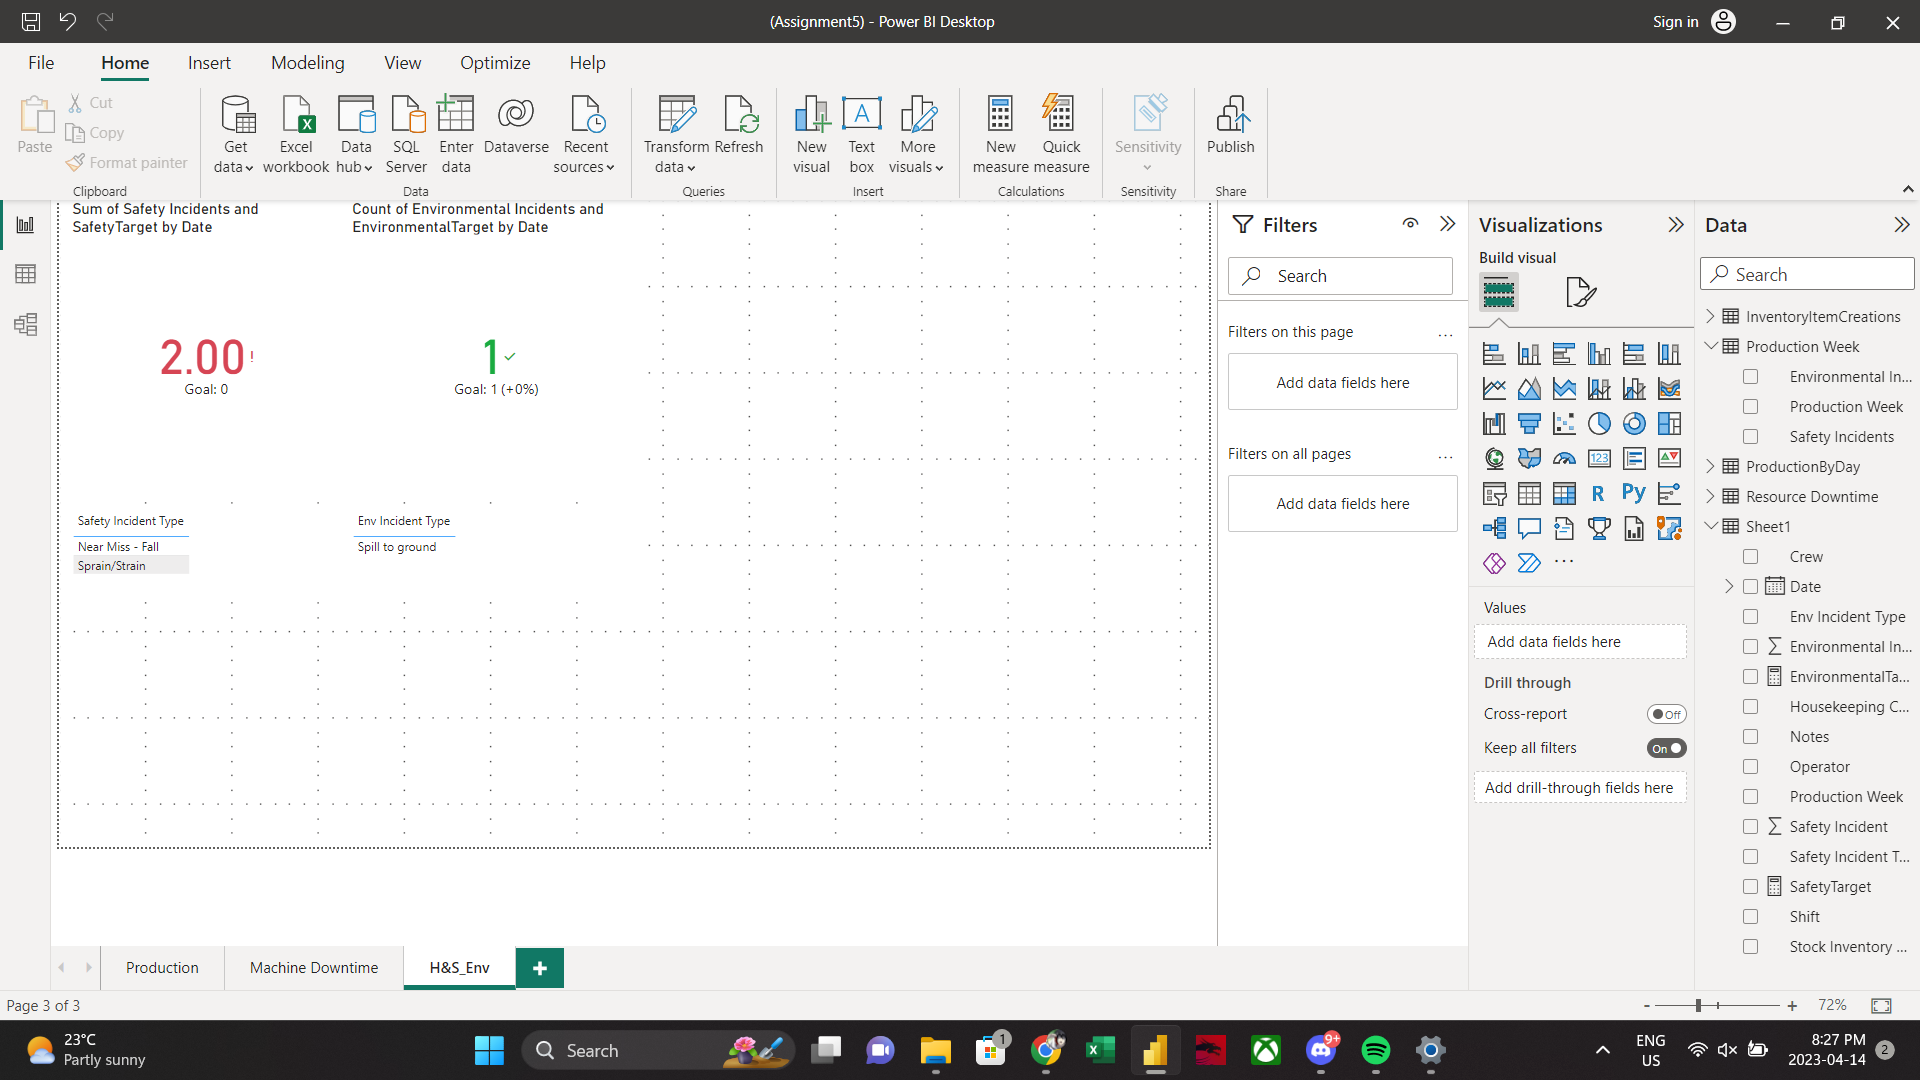 (Assignment5) - Power BI Desktop
Sign in
File
Home
Insert
Modeling
View
Optimize
Help
Paste
Cut
Copy
Format painter
Clipboard
Get data
Excel workbook
Data hub
SQL Server
Enter data
Dataverse
Recent sources
Data
Transform data
Refresh
Queries
New visual
Text box
More visuals
Insert
New measure
Quick measure
Calculations
Sensitivity
Sensitivity
Publish
Share
Sum of Safety Incidents and
SafetyTarget by Date
2.00!
Goal: 0
Count of Environmental Incidents and
EnvironmentalTarget by Date
1
Goal: 1 (+0%)
Safety Incident Type
Near Miss - Fall
Sprain/Strain
Env Incident Type
Spill to ground
Filters
Search
Filters on this page
...
Add data fields here
Filters on all pages
...
Add data fields here
Visualizations
Build visual
123
R
Py
...
Values
Add data fields here
Drill through
Cross-report
Off
Keep all filters
On
Add drill-through fields here
Data
Search
InventoryItemCreations
Production Week
Environmental In...
Production Week
Safety Incidents
ProductionByDay
Resource Downtime
Sheet1
Crew
Date
Env Incident Type
Environmental In...
EnvironmentalTa...
Housekeeping C...
Notes
Operator
Production Week
Safety Incident
Safety Incident T...
SafetyTarget
Shift
Stock Inventory ...
Production
Machine Downtime
H&S_Env
+
Page 3 of 3
- + 72%
23°C
Partly sunny
Search
1
9+
ENG
US
8:27 PM
2023-04-14
2